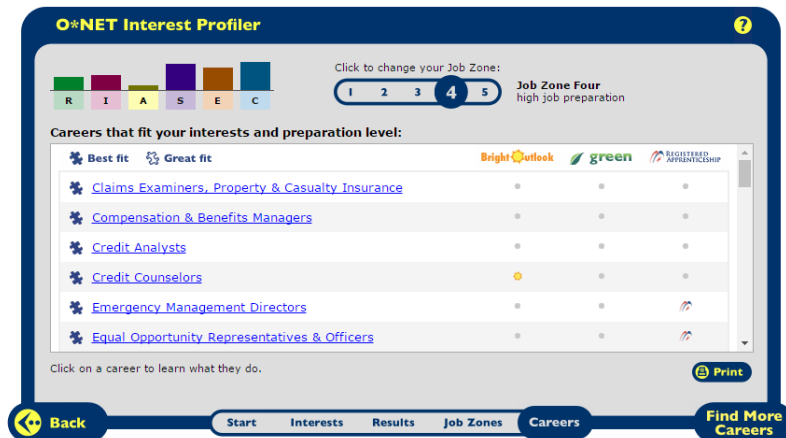 O*NET Interest Profiler
?
Click to change your Job Zone:
1 2 3 4 5
Job Zone Four
high job preparation
R I A S E C
Careers that fit your interests and preparation level:
Best fit Great fit Bright Outlook green REGISTERED APPRENTICESHIP
Claims Examiners, Property & Casualty Insurance
Compensation & Benefits Managers
Credit Analysts
Credit Counselors
Emergency Management Directors
Equal Opportunity Representatives & Officers
Click on a career to learn what they do.
Print
Back
Start Interests Results Job Zones Careers
Find More
Careers